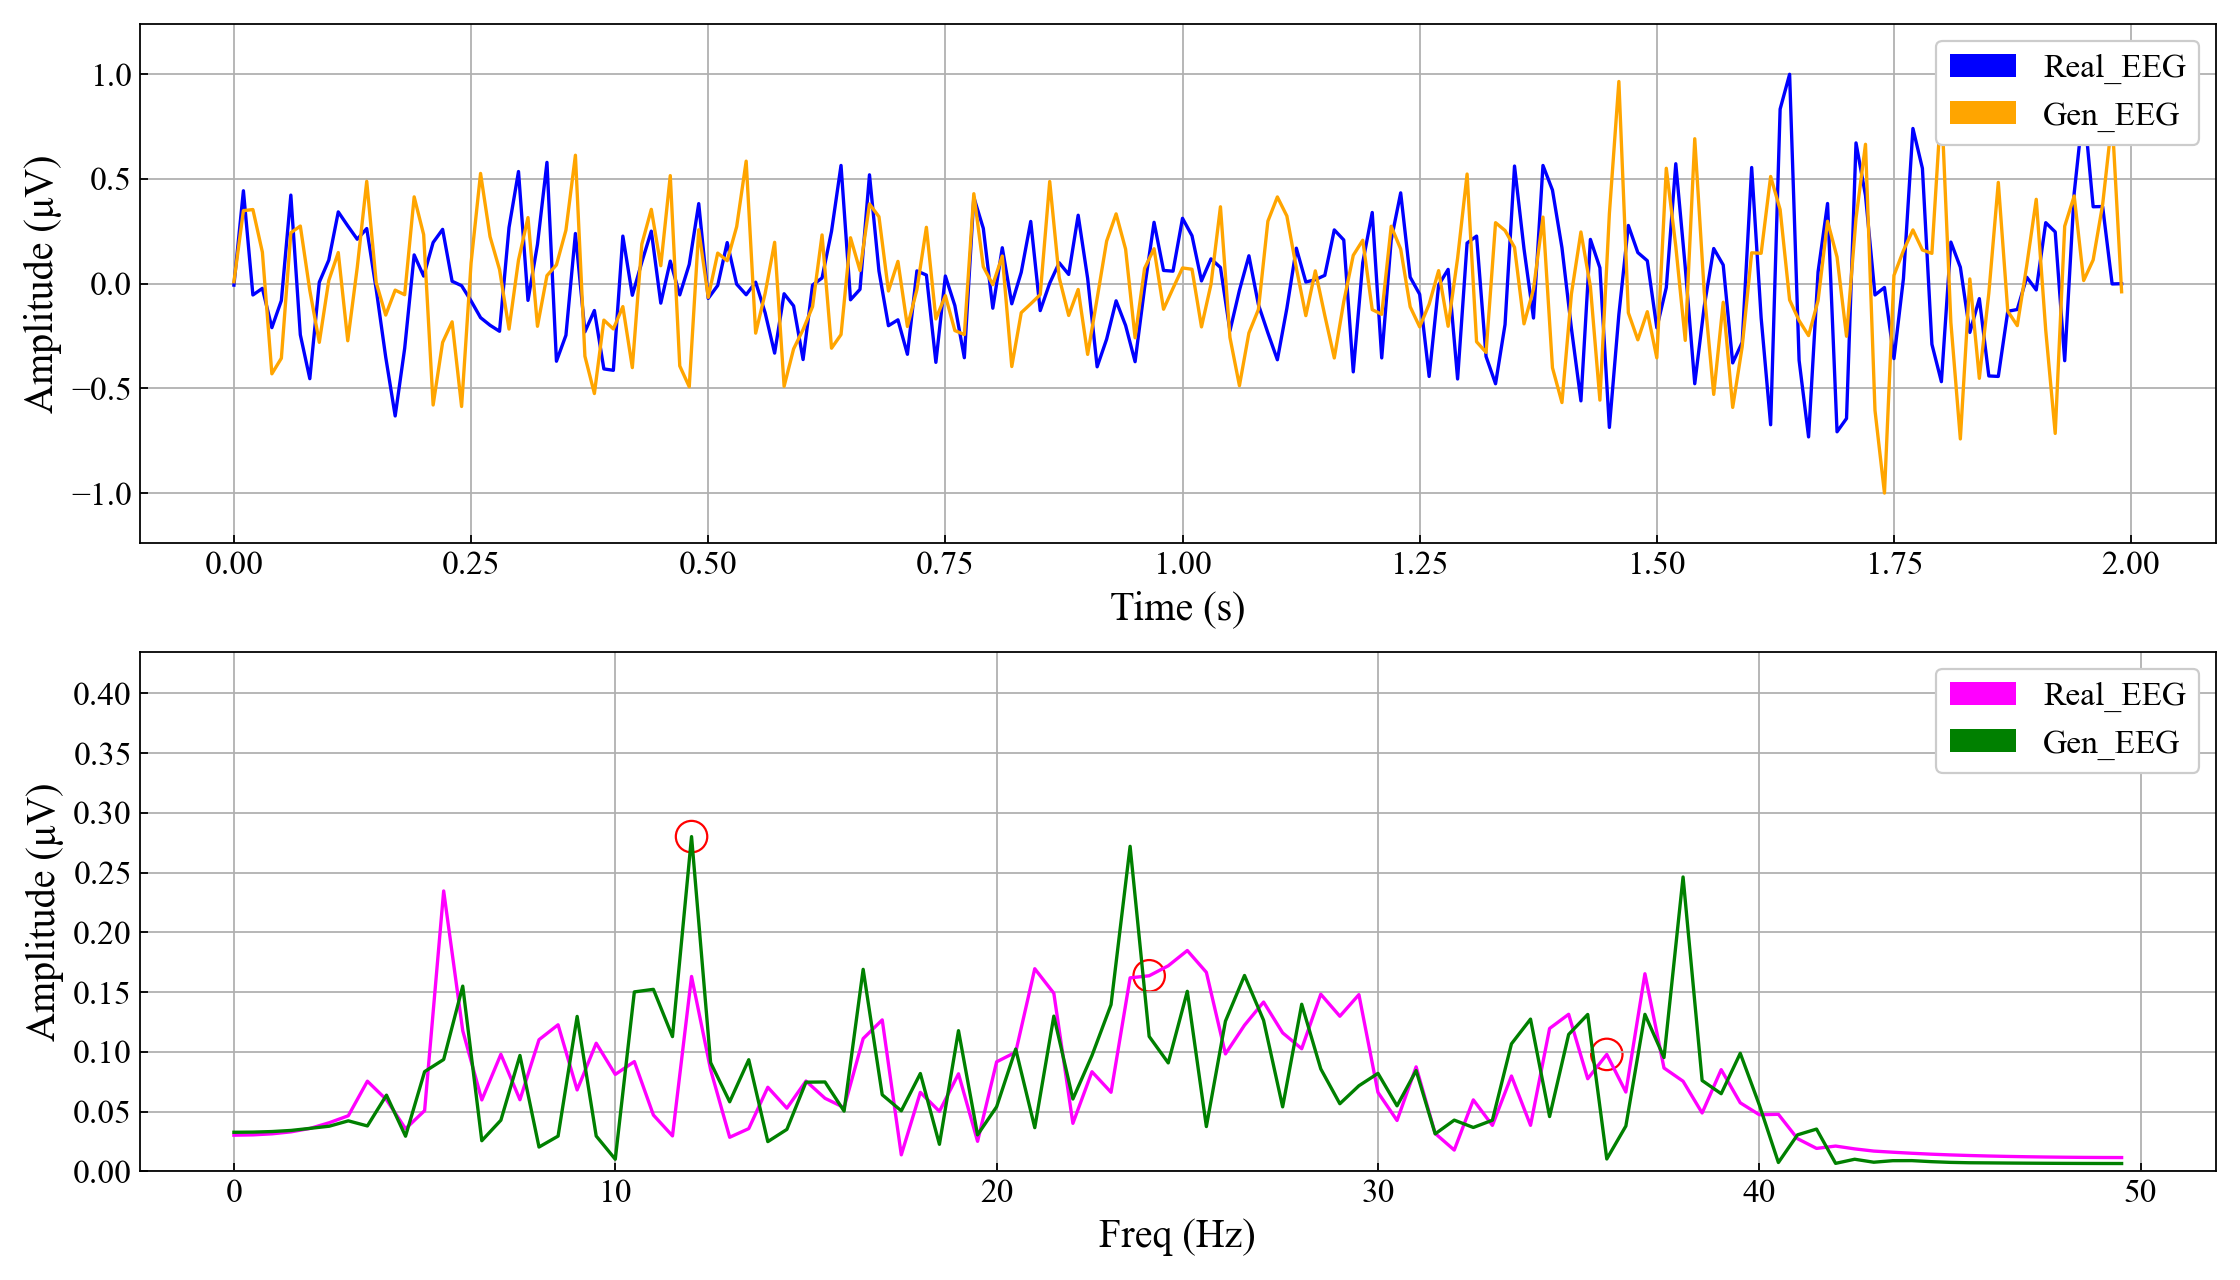 Amplitude (μV)
1.0
0.5
0.0
−0.5
−1.0
Real_EEG
Gen_EEG
0.00 0.25 0.50 0.75 1.00 1.25 1.50 1.75 2.00
Time (s)
Amplitude (μV)
0.40
0.35
0.30
0.25
0.20
0.15
0.10
0.05
0.00
Real_EEG
Gen_EEG
0 10 20 30 40 50
Freq (Hz)